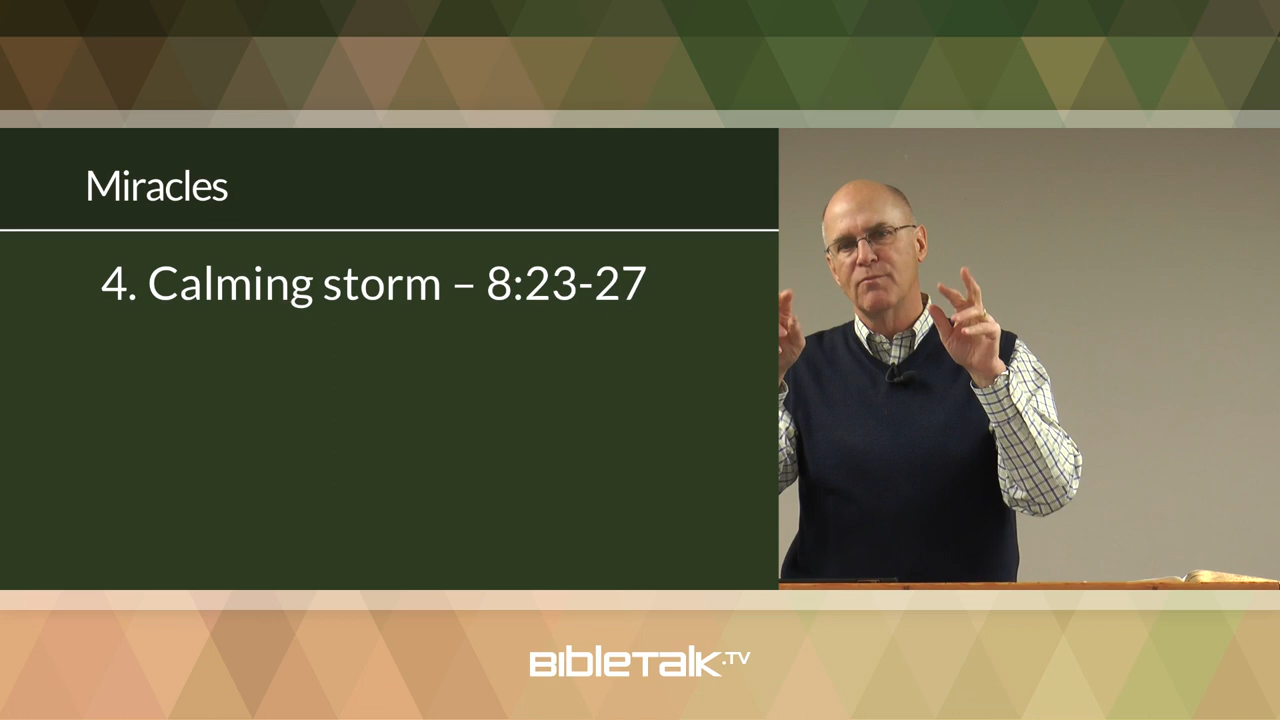 Miracles
4. Calming storm – 8:23-27
BibleTalk.TV